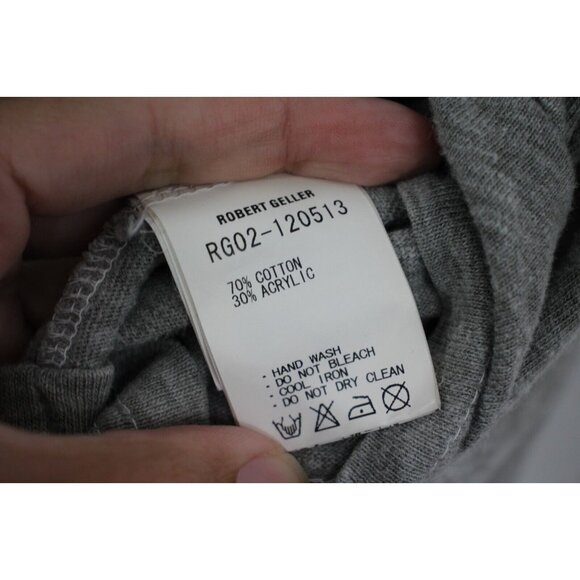 ROBERT GELLER
RG02-120513
70% COTTON
30% ACRYLIC
- HAND WASH
- DO NOT BLEACH
- COOL IRON
- DO NOT DRY CLEAN